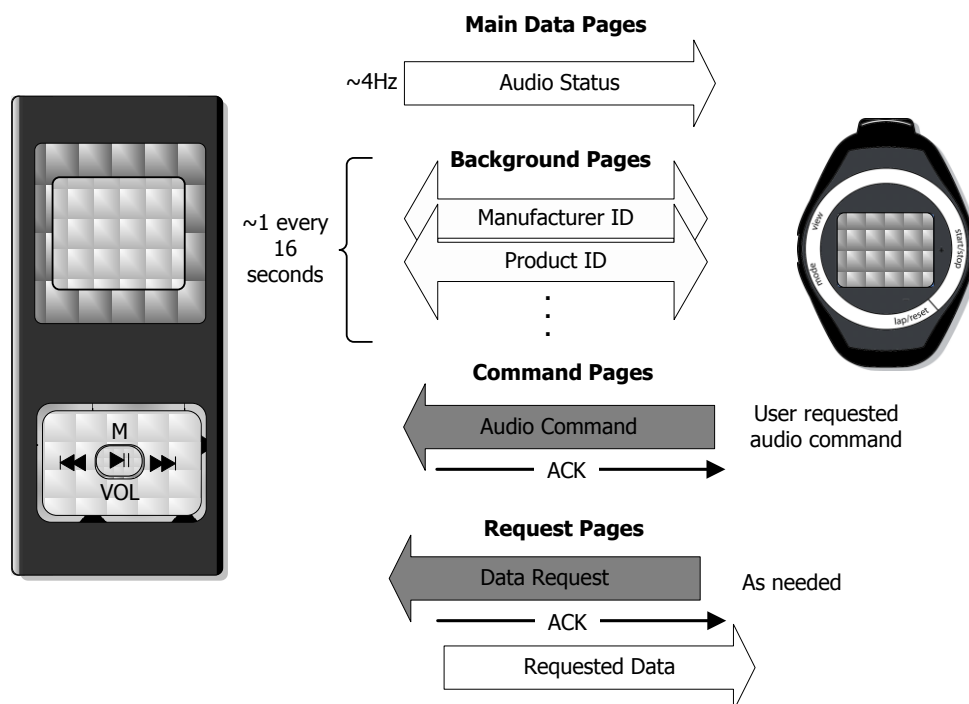 Main Data Pages
~4Hz
Audio Status
Background Pages
~1 every
16
seconds
Manufacturer ID
Product ID
.
.
.
view
start/stop
mode
lap/reset
Command Pages
Audio Command
User requested
audio command
ACK
M
VOL
Request Pages
Data Request
As needed
ACK
Requested Data